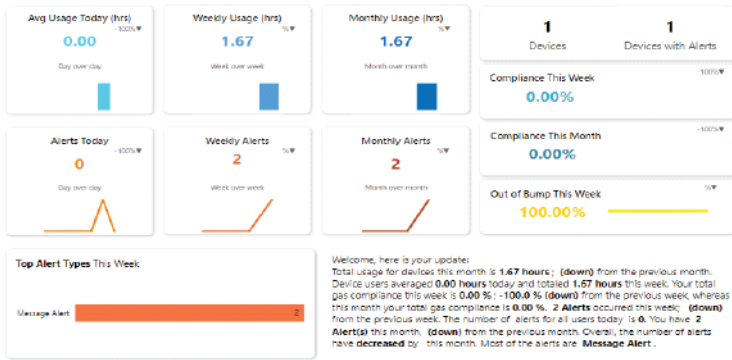 Avg Usage Today (hrs)
-100%▼
0.00
Day over day
Weekly Usage (hrs)
%▼
1.67
Week over week
Monthly Usage (hrs)
%▼
1.67
Month over month
1
Devices
1
Devices with Alerts
Compliance This Week
100%▼
0.00%
Compliance This Month
-100%▼
0.00%
Out of Bump This Week
%▼
100.00%
Alerts Today
-100%▼
0
Day over day
Weekly Alerts
%▼
2
Week over week
Monthly Alerts
%▼
2
Month over month
Top Alert Types This Week
Message Alert
2
Welcome, here is your update:
Total usage for devices this month is 1.67 hours ; (down) from the previous month.
Device users averaged 0.00 hours today and totaled 1.67 hours this week. Your total
gas compliance this week is 0.00 % ; -100.0 % (down) from the previous week, whereas
this month your total gas compliance is 0.00 %. 2 Alerts occurred this week; (down)
from the previous week. The number of alerts for all users today is 0. You have 2
Alert(s) this month, (down) from the previous month. Overall, the number of alerts
have decreased by this month. Most of the alerts are Message Alert .